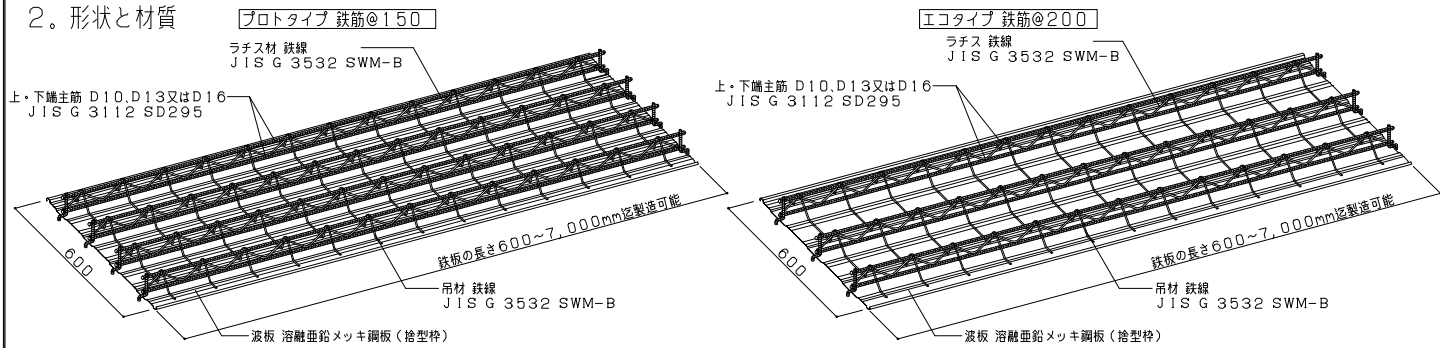 2。形状と材質
プロトタイプ 鉄筋@150
ラチス材 鉄線
JIS G 3532 SWM-B
上・下端主筋 D10,D13又はD16
JIS G 3112 SD295
600
鉄板の長さ600~7,000mm迄製造可能
吊材 鉄線
JIS G 3532 SWM-B
波板 溶融亜鉛メッキ鋼板(捨型枠)
エコタイプ 鉄筋@200
ラチス 鉄線
JIS G 3532 SWM-B
上・下端主筋 D10,D13又はD16
JIS G 3112 SD295
600
鉄板の長さ600~7,000mm迄製造可能
吊材 鉄線
JIS G 3532 SWM-B
波板 溶融亜鉛メッキ鋼板(捨型枠)